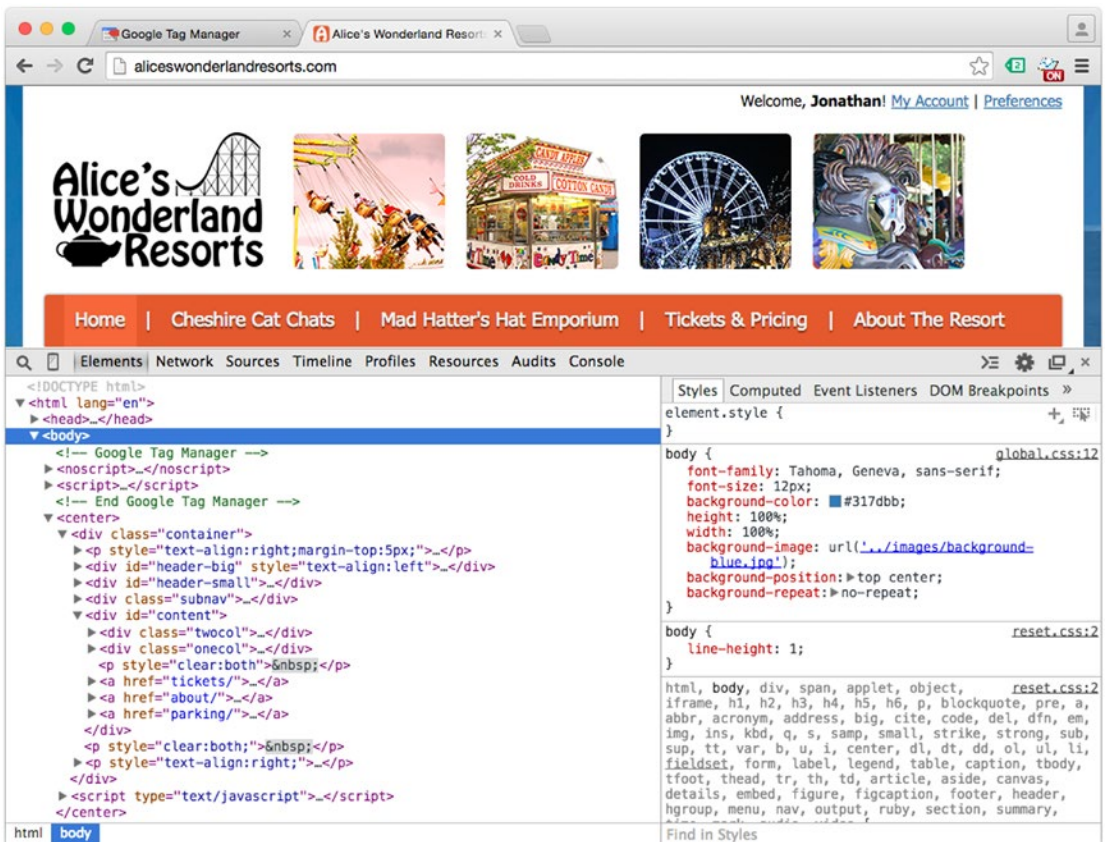 Google Tag Manager ×
Alice's Wonderland Resort ×
aliceswonderlandresorts.com
2
ON
Welcome, Jonathan! My Account | Preferences
Alice's
Wonderland
Resorts
CANDY APPLES
COLD
DRINKS
COTTON CANDY
Candy Time
Home | Cheshire Cat Chats | Mad Hatter's Hat Emporium | Tickets & Pricing | About The Resort
Elements Network Sources Timeline Profiles Resources Audits Console
<!DOCTYPE html>
▼<html lang="en">
▶<head>…</head>
▼<body>
<!-- Google Tag Manager -->
▶<noscript>…</noscript>
▶<script>…</script>
<!-- End Google Tag Manager -->
▼<center>
▼<div class="container">
▶<p style="text-align:right;margin-top:5px;">…</p>
▶<div id="header-big" style="text-align:left">…</div>
▶<div id="header-small">…</div>
▶<div class="subnav">…</div>
▼<div id="content">
▶<div class="twocol">…</div>
▶<div class="onecol">…</div>
<p style="clear:both">&nbsp;</p>
▶<a href="tickets/">…</a>
▶<a href="about/">…</a>
▶<a href="parking/">…</a>
</div>
<p style="clear:both;">&nbsp;</p>
▶<p style="text-align:right;">…</p>
</div>
▶<script type="text/javascript">…</script>
</center>
html body
Styles Computed Event Listeners DOM Breakpoints »
element.style {
}
body { global.css:12
font-family: Tahoma, Geneva, sans-serif;
font-size: 12px;
background-color: #317dbb;
height: 100%;
width: 100%;
background-image: url('../images/background-
blue.jpg');
background-position:▶top center;
background-repeat:▶no-repeat;
}
body { reset.css:2
line-height: 1;
}
html, body, div, span, applet, object, reset.css:2
iframe, h1, h2, h3, h4, h5, h6, p, blockquote, pre, a,
abbr, acronym, address, big, cite, code, del, dfn, em,
img, ins, kbd, q, s, samp, small, strike, strong, sub,
sup, tt, var, b, u, i, center, dl, dt, dd, ol, ul, li,
fieldset, form, label, legend, table, caption, tbody,
tfoot, thead, tr, th, td, article, aside, canvas,
details, embed, figure, figcaption, footer, header,
hgroup, menu, nav, output, ruby, section, summary,
Find in Styles